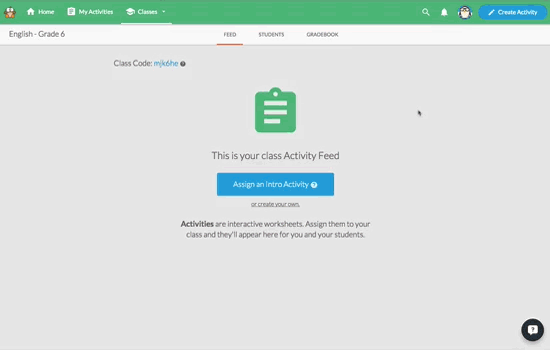 Home My Activities Classes Create Activity
English - Grade 6 FEED STUDENTS GRADEBOOK
Class Code: mjk6he
This is your class Activity Feed
Assign an Intro Activity
or create your own.
Activities are interactive worksheets. Assign them to your
class and they'll appear here for you and your students.